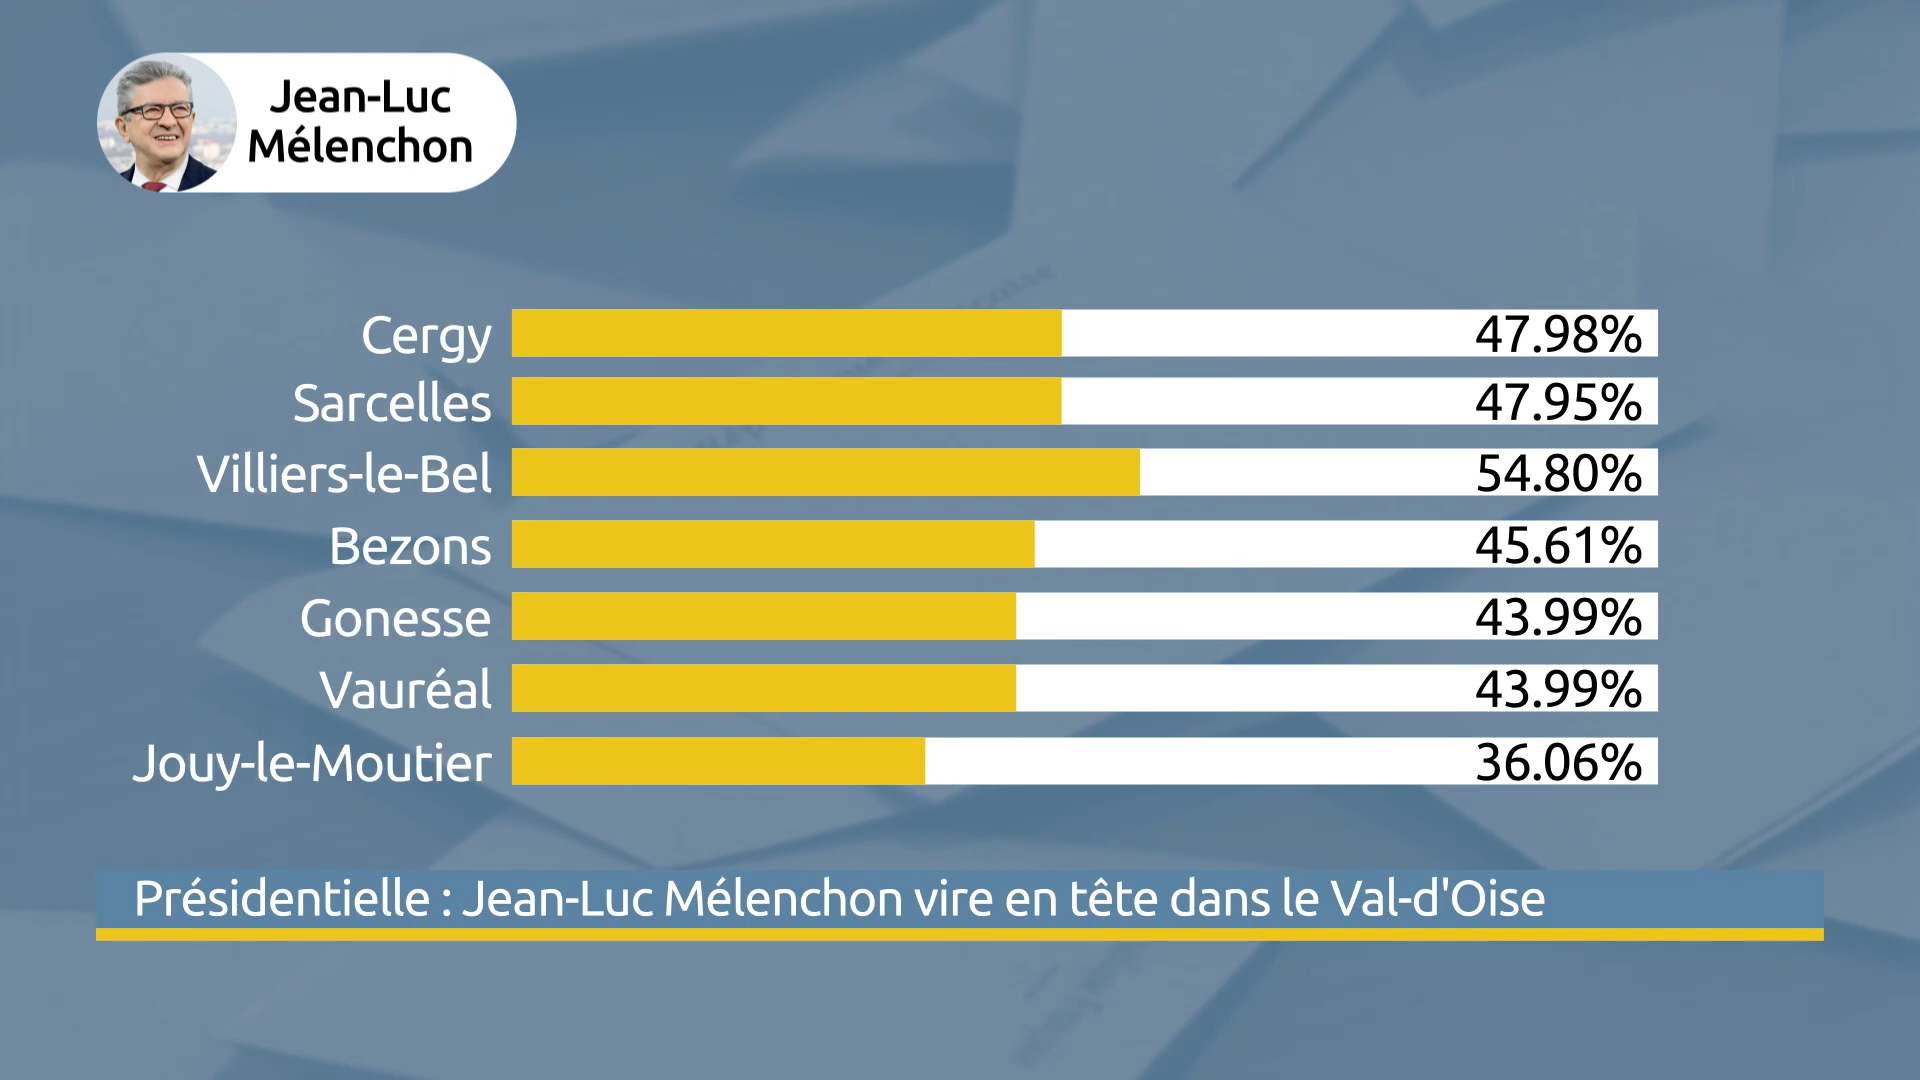 Jean-Luc
Mélenchon
Cergy 47.98%
Sarcelles 47.95%
Villiers-le-Bel 54.80%
Bezons 45.61%
Gonesse 43.99%
Vauréal 43.99%
Jouy-le-Moutier 36.06%
Présidentielle : Jean-Luc Mélenchon vire en tête dans le Val-d'Oise